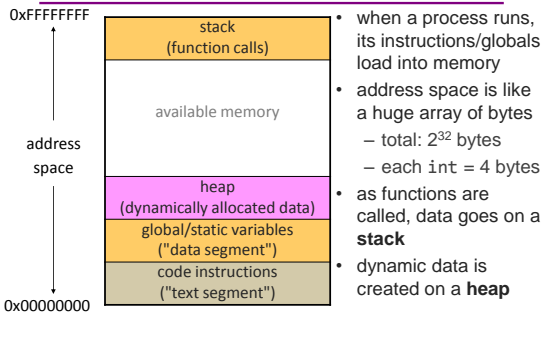 0xFFFFFFFF
address
space
0x00000000
stack
(function calls)
available memory
heap
(dynamically allocated data)
global/static variables
("data segment")
code instructions
("text segment")
• when a process runs,
its instructions/globals
load into memory
• address space is like
a huge array of bytes
– total: 2³² bytes
– each int = 4 bytes
• as functions are
called, data goes on a
stack
• dynamic data is
created on a heap